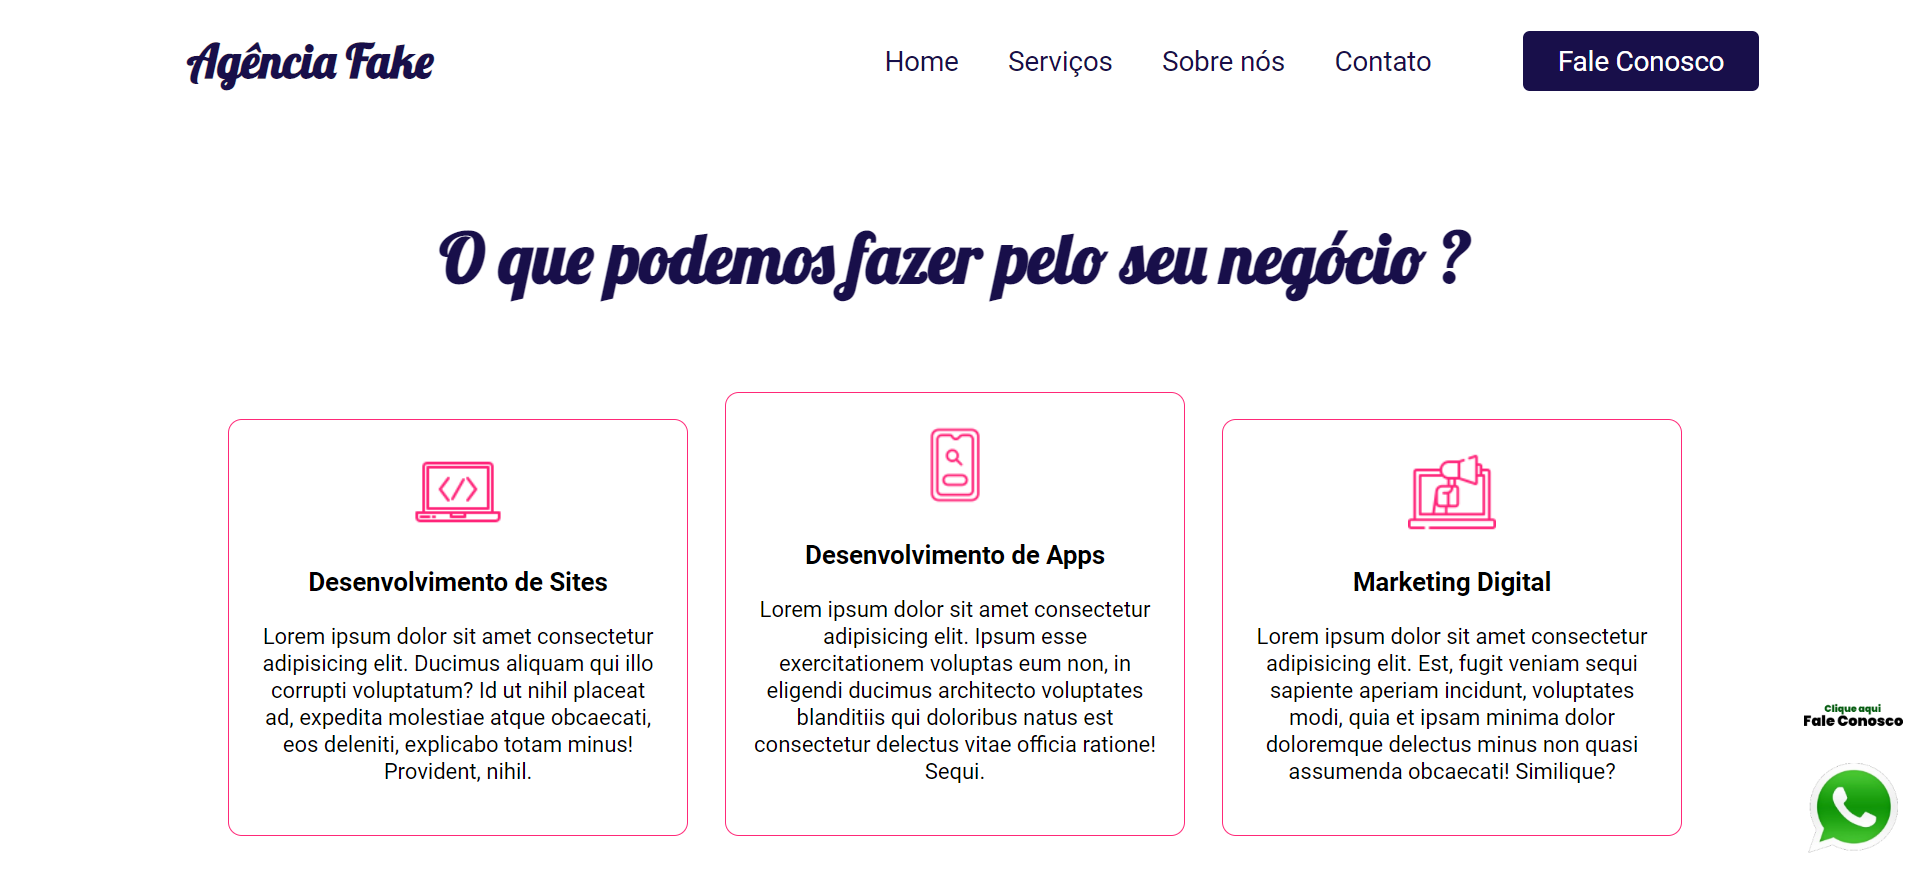 Agência Fake
Home Serviços Sobre nós Contato Fale Conosco
O que podemos fazer pelo seu negócio ?
Desenvolvimento de Sites
Lorem ipsum dolor sit amet consectetur
adipisicing elit. Ducimus aliquam qui illo
corrupti voluptatum? Id ut nihil placeat
ad, expedita molestiae atque obcaecati,
eos deleniti, explicabo totam minus!
Provident, nihil.
Desenvolvimento de Apps
Lorem ipsum dolor sit amet consectetur
adipisicing elit. Ipsum esse
exercitationem voluptas eum non, in
eligendi ducimus architecto voluptates
blanditiis qui doloribus natus est
consectetur delectus vitae officia ratione!
Sequi.
Marketing Digital
Lorem ipsum dolor sit amet consectetur
adipisicing elit. Est, fugit veniam sequi
sapiente aperiam incidunt, voluptates
modi, quia et ipsam minima dolor
doloremque delectus minus non quasi
assumenda obcaecati! Similique?
Clique aqui
Fale Conosco